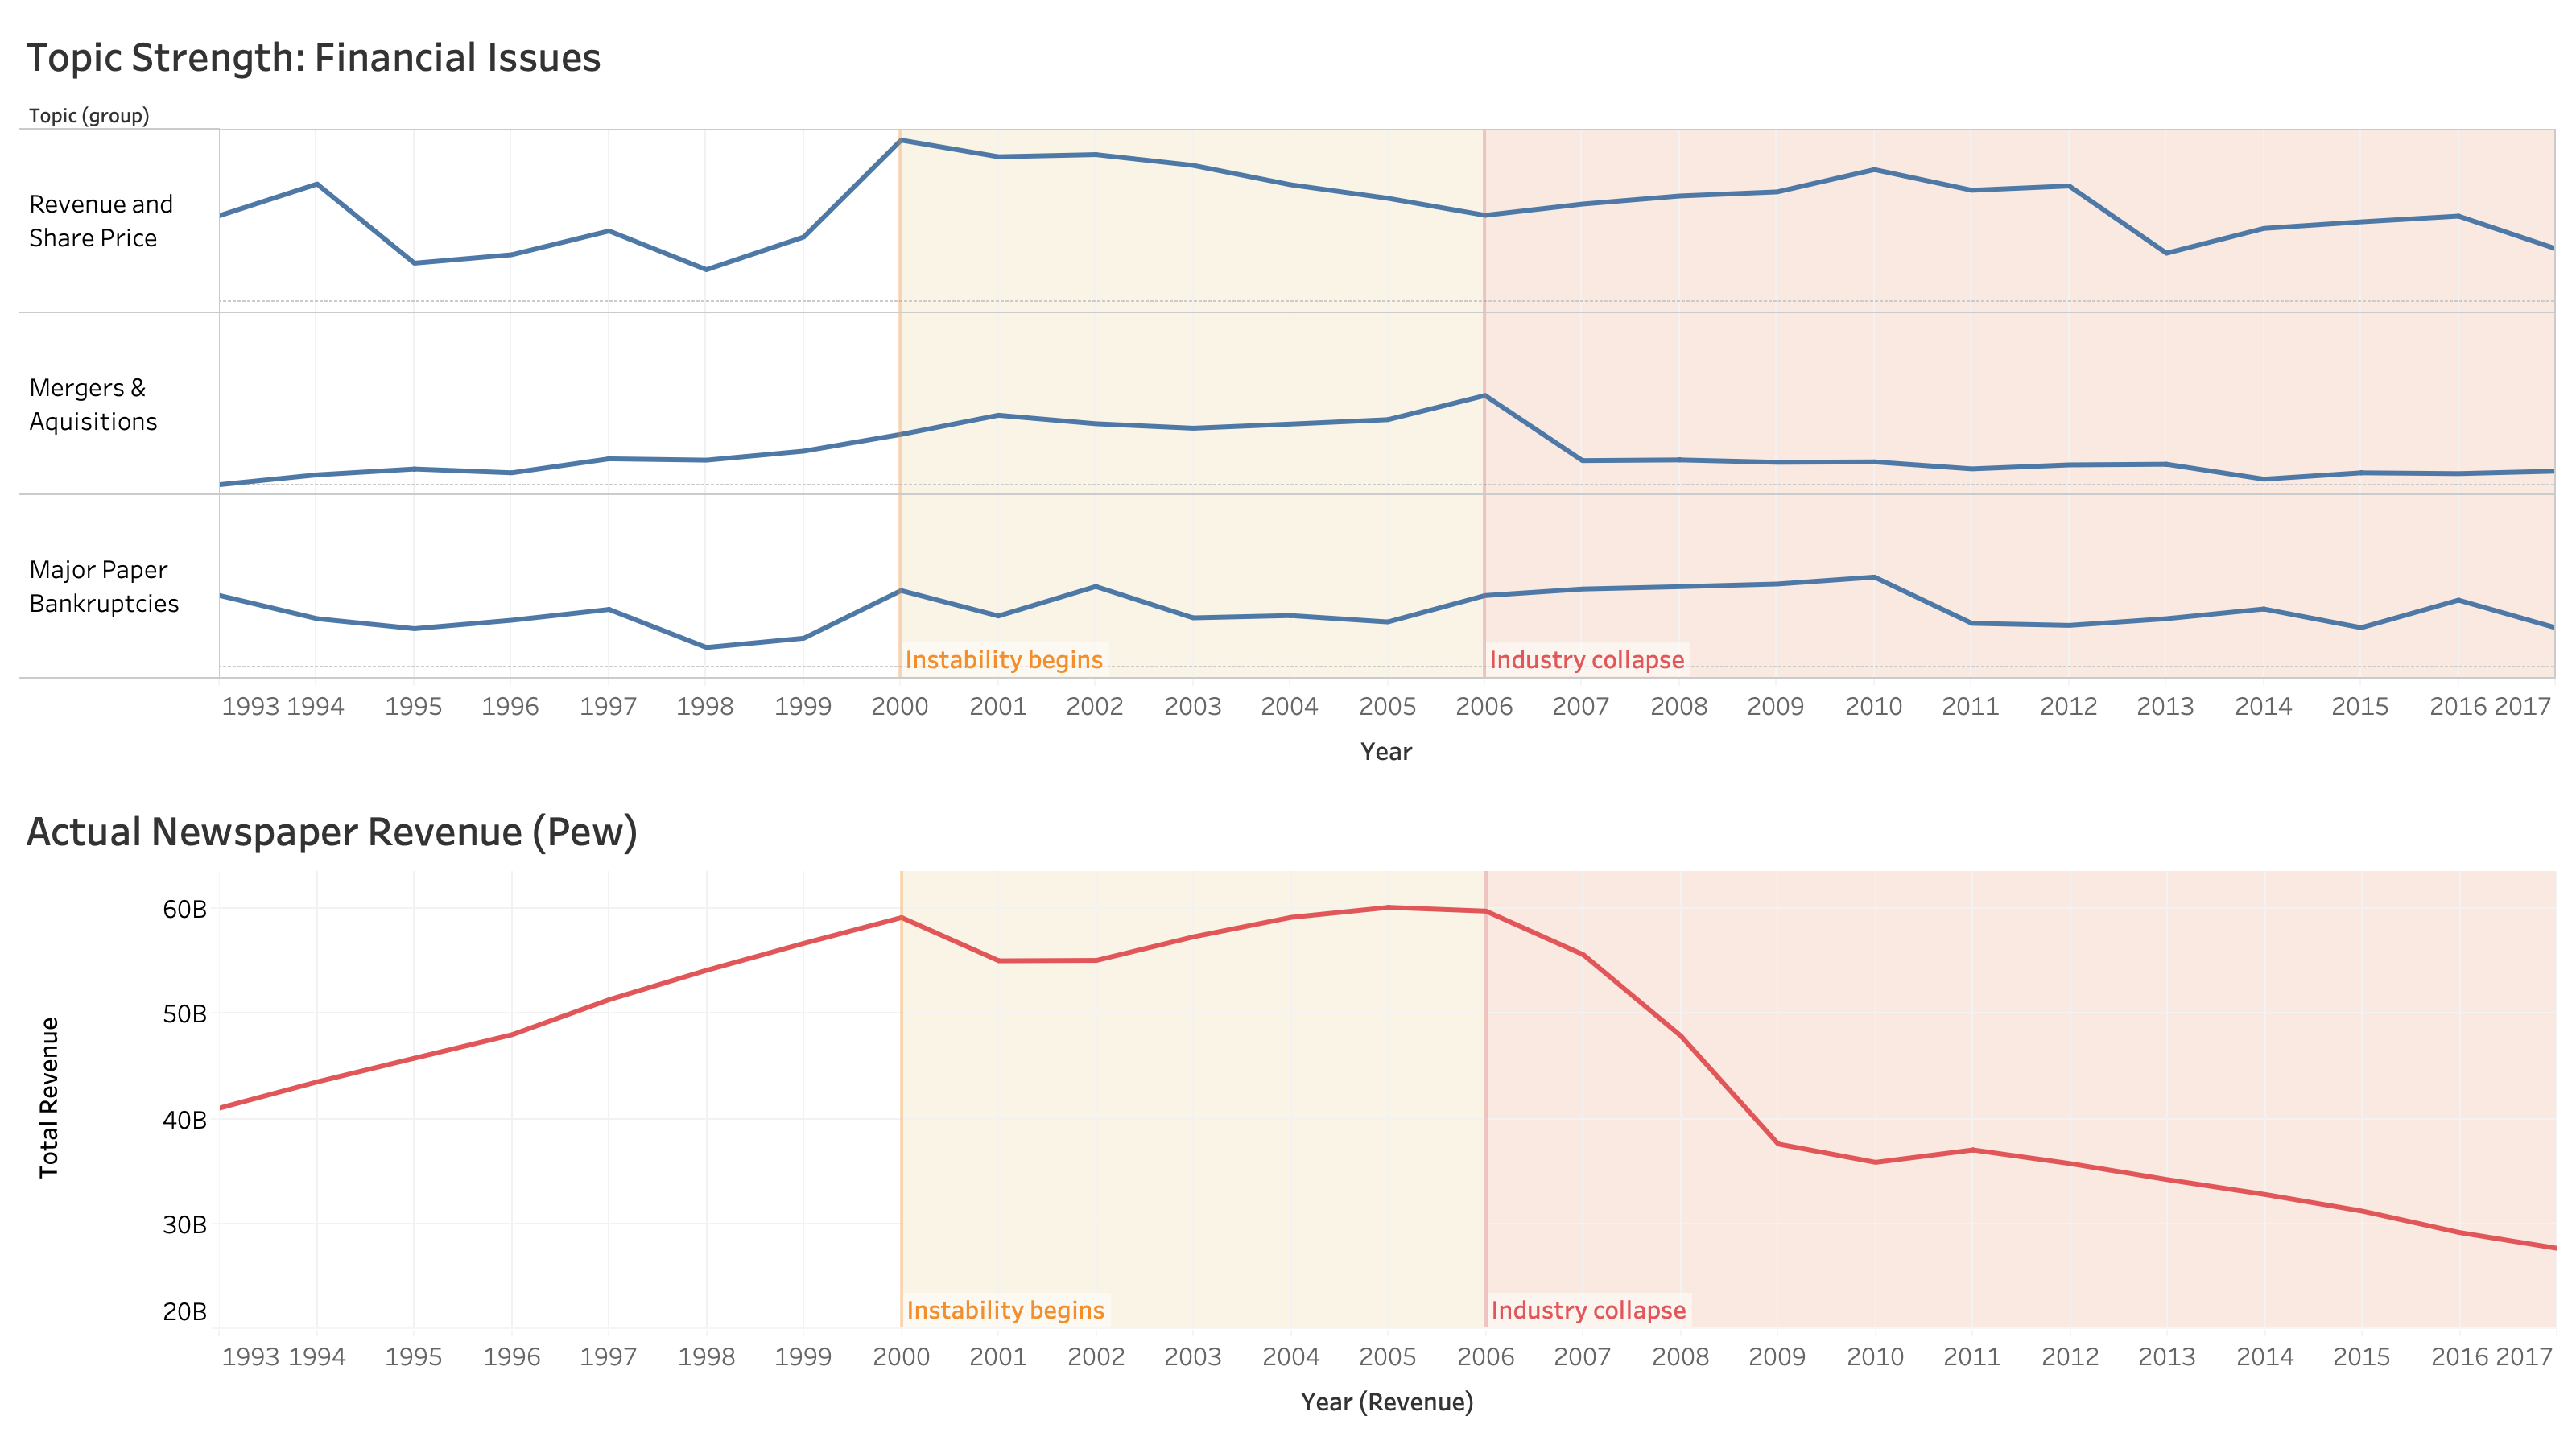 Topic Strength: Financial Issues
Topic (group)
Revenue and
Share Price
Mergers &
Aquisitions
Major Paper
Bankruptcies
Instability begins
Industry collapse
1993 1994 1995 1996 1997 1998 1999 2000 2001 2002 2003 2004 2005 2006 2007 2008 2009 2010 2011 2012 2013 2014 2015 2016 2017
Year
Actual Newspaper Revenue (Pew)
Total Revenue
60B
50B
40B
30B
20B
Instability begins
Industry collapse
1993 1994 1995 1996 1997 1998 1999 2000 2001 2002 2003 2004 2005 2006 2007 2008 2009 2010 2011 2012 2013 2014 2015 2016 2017
Year (Revenue)